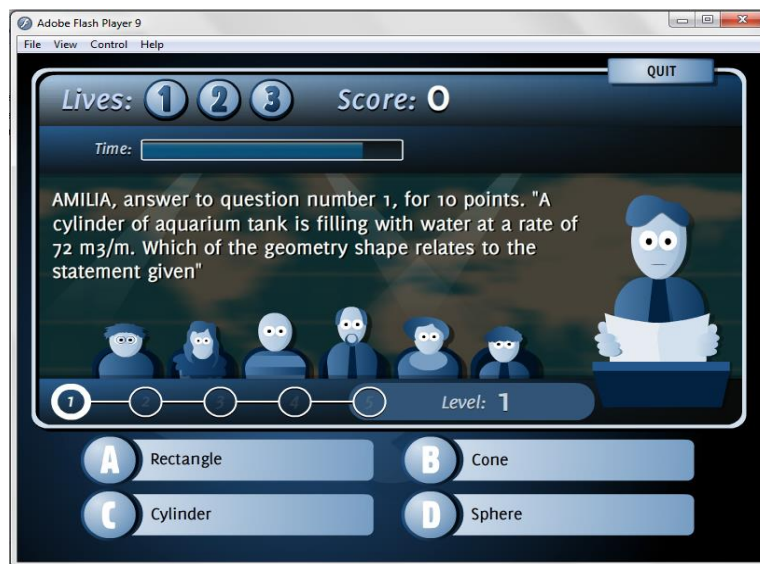 Adobe Flash Player 9
File View Control Help
QUIT
Lives: 1 2 3 Score: 0
Time:
AMILIA, answer to question number 1, for 10 points. "A
cylinder of aquarium tank is filling with water at a rate of
72 m3/m. Which of the geometry shape relates to the
statement given"
1 2 3 4 5 Level: 1
A Rectangle
B Cone
C Cylinder
D Sphere